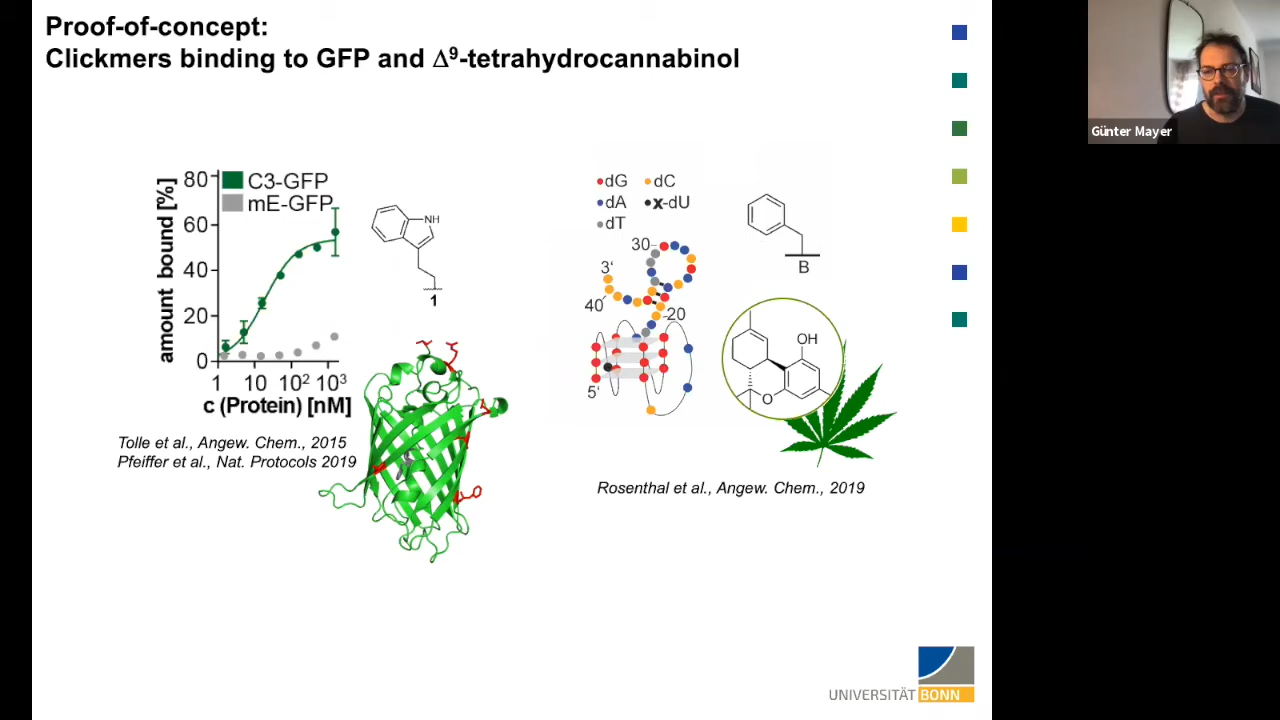 Proof-of-concept:
Clickmers binding to GFP and Δ⁹-tetrahydrocannabinol
Günter Mayer
amount bound [%]
80
60
40
20
0
C3-GFP
mE-GFP
1
10
10²
10³
c (Protein) [nM]
NH
1
Tolle et al., Angew. Chem., 2015
Pfeiffer et al., Nat. Protocols 2019
dG
dC
dA
x-dU
dT
30
3‘
40
20
5‘
B
OH
O
Rosenthal et al., Angew. Chem., 2019
UNIVERSITÄT BONN